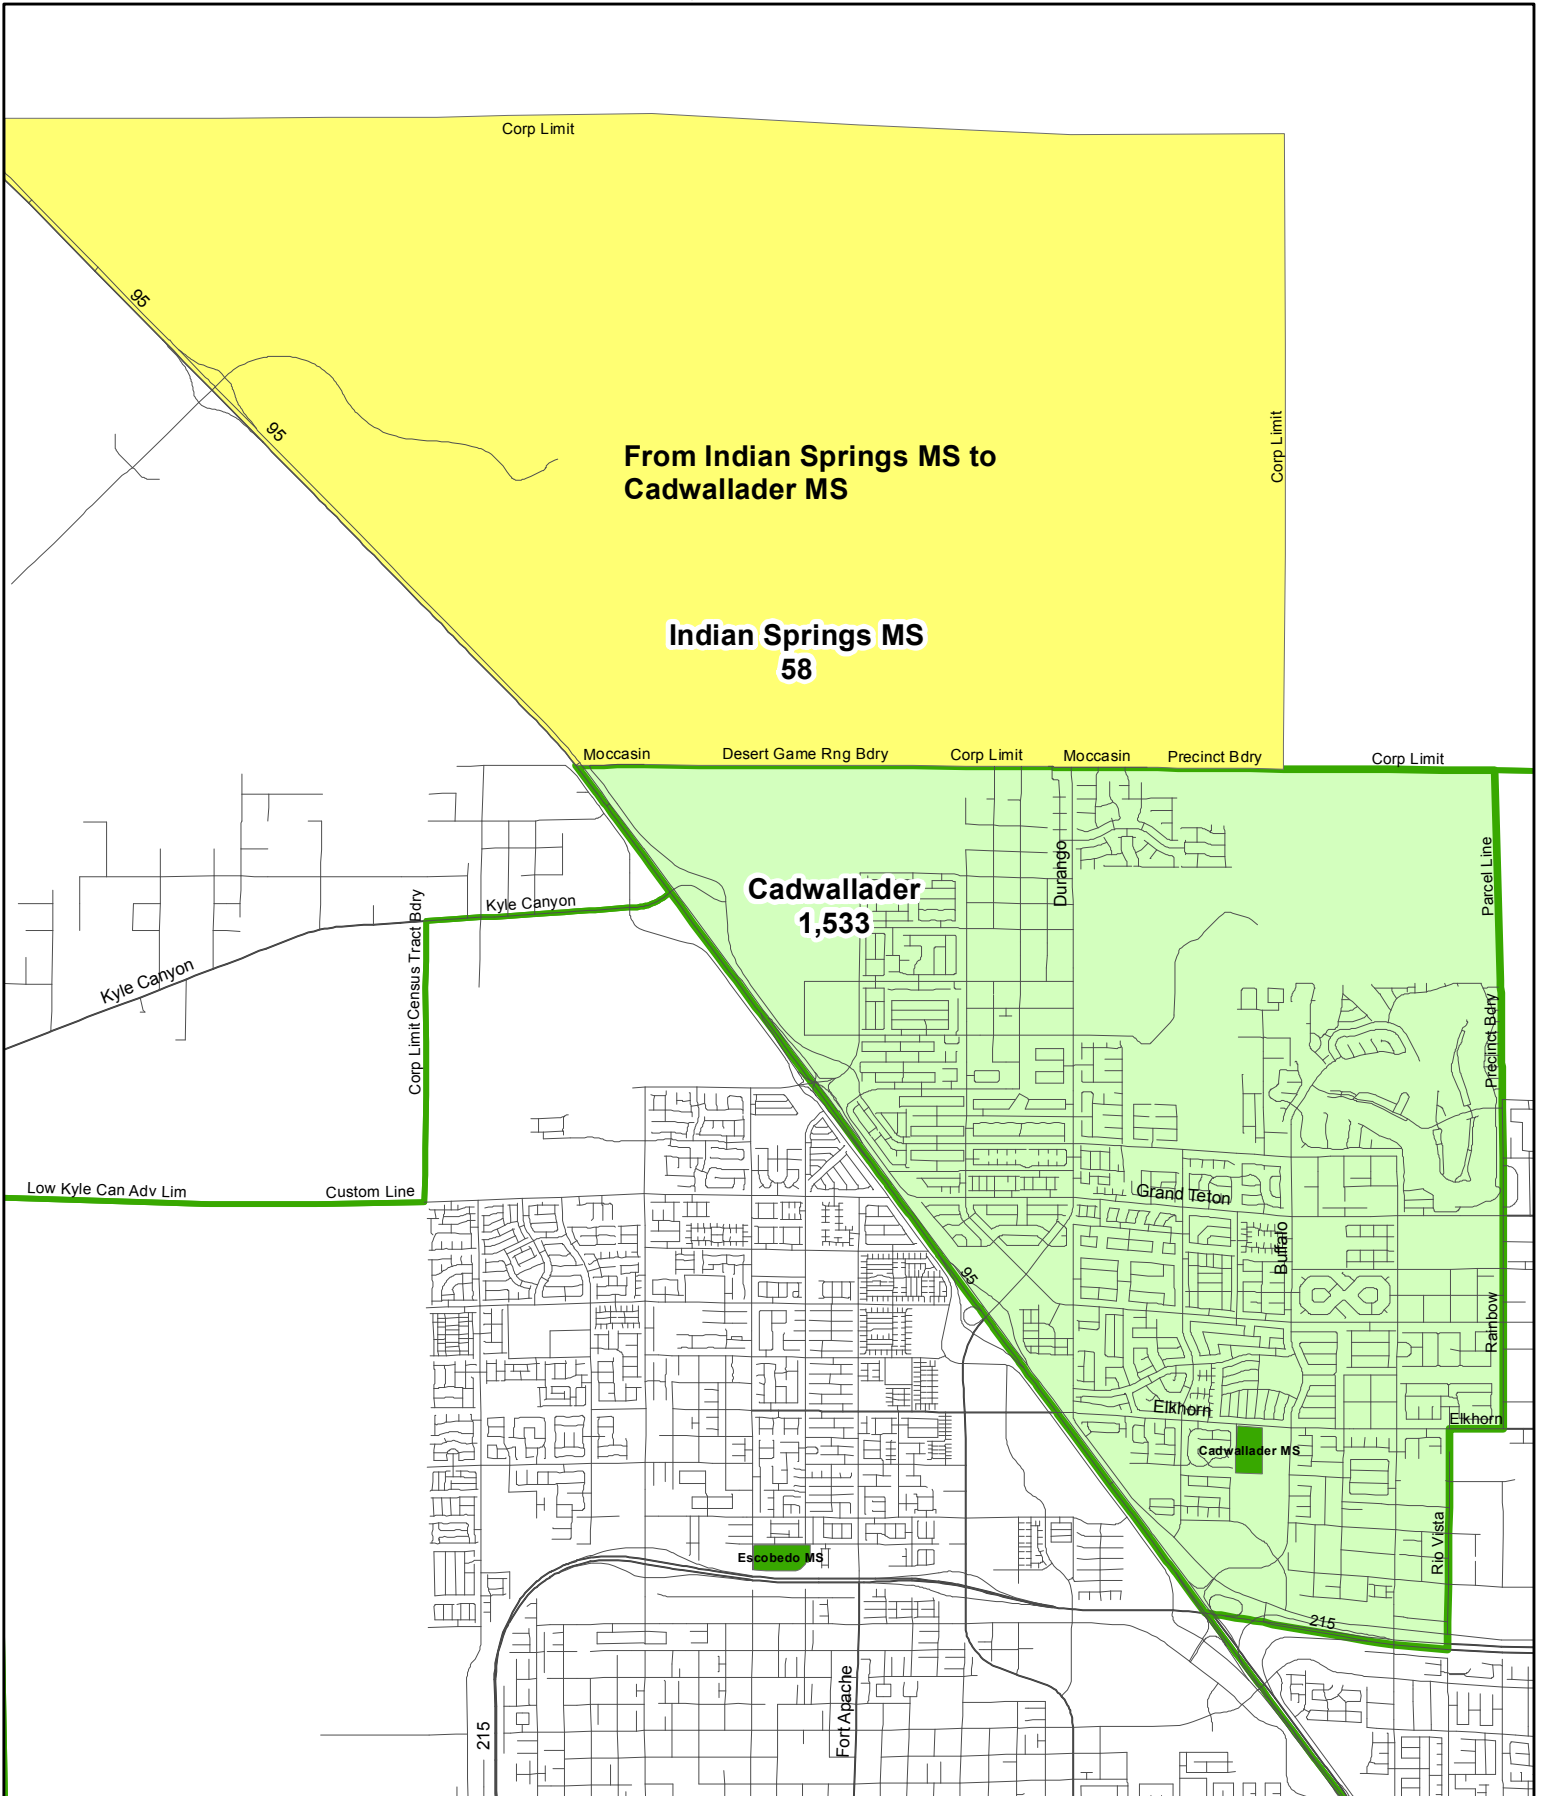 Corp Limit
95
95
Corp Limit
From Indian Springs MS to
Cadwallader MS
Indian Springs MS
58
Moccasin
Desert Game Rng Bdry
Corp Limit
Moccasin
Precinct Bdry
Corp Limit
Durango
Parcel Line
Cadwallader
1,533
Kyle Canyon
Corp Limit Census Tract Bdry
Kyle Canyon
Precinct Bdry
Low Kyle Can Adv Lim
Custom Line
Grand Teton
Buffalo
95
Rainbow
Elkhorn
Elkhorn
Cadwallader MS
Rio Vista
Escobedo MS
215
Fort Apache
215